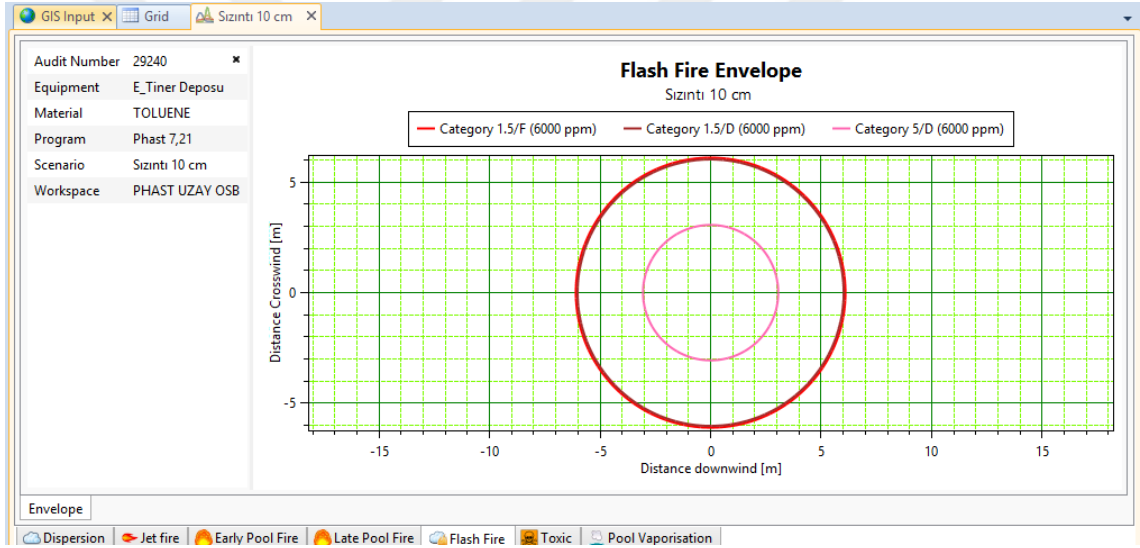 GIS Input
Grid
Sızıntı 10 cm
Audit Number 29240
Equipment E_Tiner Deposu
Material TOLUENE
Program Phast 7,21
Scenario Sızıntı 10 cm
Workspace PHAST UZAY OSB
Flash Fire Envelope
Sızıntı 10 cm
Category 1.5/F (6000 ppm) Category 1.5/D (6000 ppm) Category 5/D (6000 ppm)
Distance Crosswind [m]
5
0
-5
-15 -10 -5 0 5 10 15
Distance downwind [m]
Envelope
Dispersion Jet fire Early Pool Fire Late Pool Fire Flash Fire Toxic Pool Vaporisation